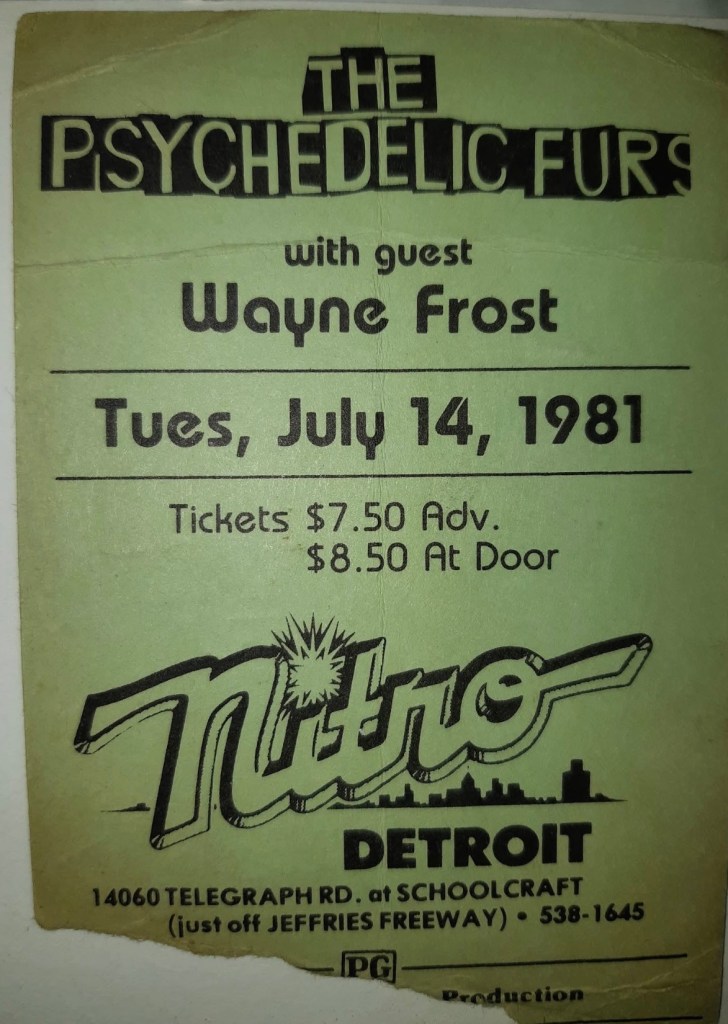 THE
PSYCHEDELIC FURS
with guest
Wayne Frost
Tues, July 14, 1981
Tickets $7.50 Adv.
$8.50 At Door
Nitro
DETROIT
14060 TELEGRAPH RD. at SCHOOLCRAFT
(just off JEFFRIES FREEWAY) • 538-1645
PG
Production